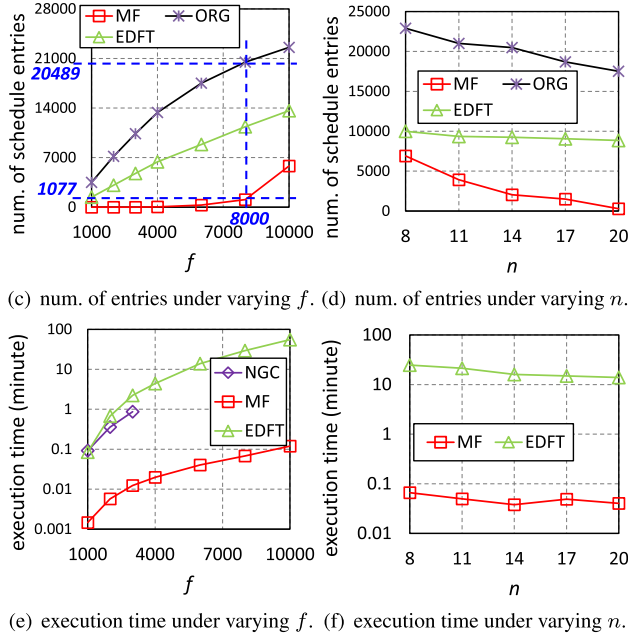 MF ORG
EDFT
num. of schedule entries
28000
21000
14000
7000
0
20489
1077
8000
1000 4000 7000 10000
f
num. of schedule entries
25000
20000
15000
10000
5000
0
MF ORG
EDFT
8 11 14 17 20
n
(c) num. of entries under varying f. (d) num. of entries under varying n.
execution time (minute)
100
10
1
0.1
0.01
0.001
NGC
MF
EDFT
1000 4000 7000 10000
f
execution time (minute)
100
10
1
0.1
0.01
MF EDFT
8 11 14 17 20
n
(e) execution time under varying f. (f) execution time under varying n.